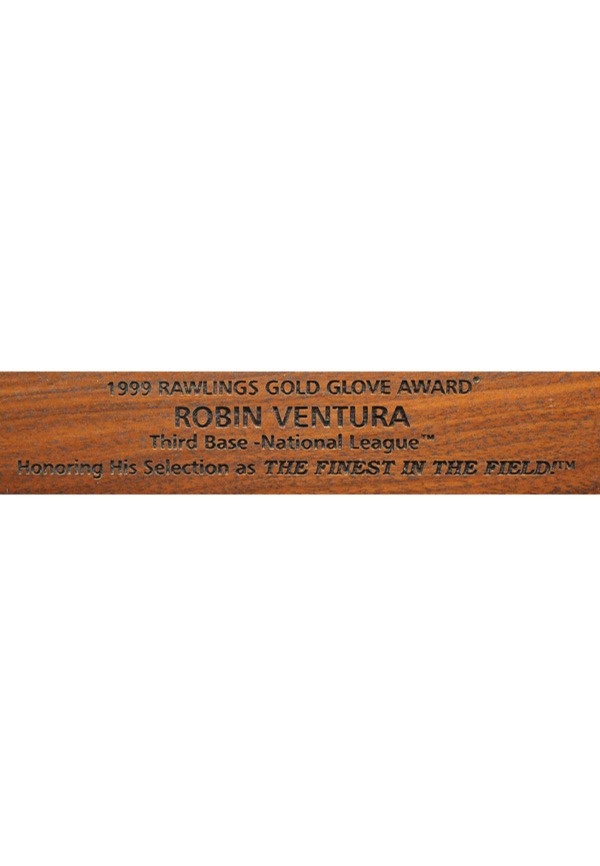 1999 RAWLINGS GOLD GLOVE AWARD®
ROBIN VENTURA
Third Base -National League™
Honoring His Selection as THE FINEST IN THE FIELD!™